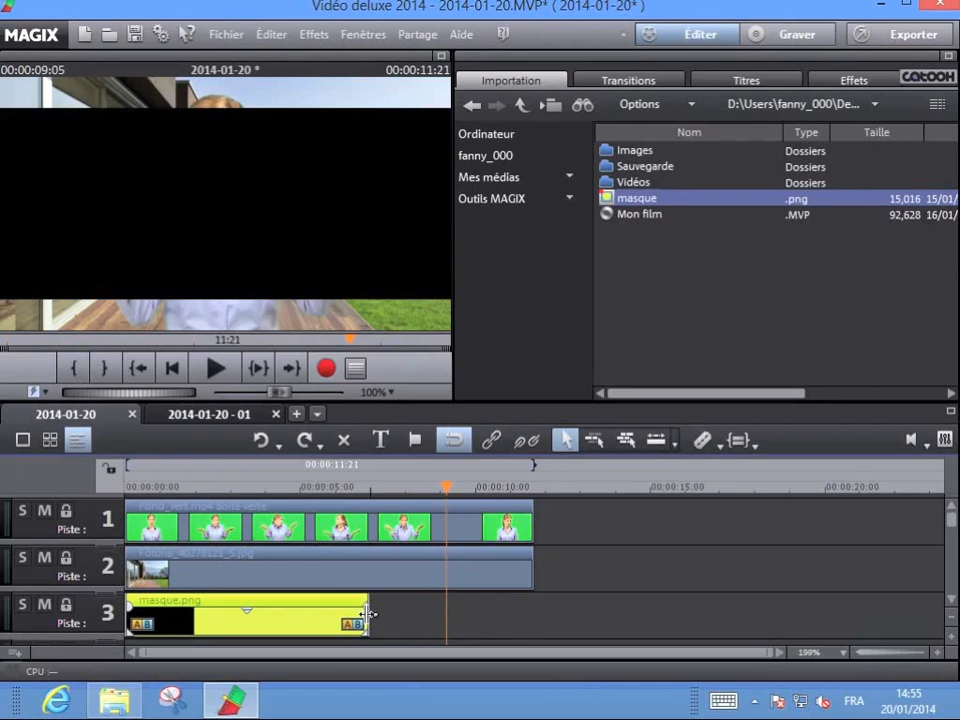 Vidéo deluxe 2014 - 2014-01-20.MVP* ( 2014-01-20* )
MAGIX Fichier Éditer Effets Fenêtres Partage Aide Éditer Graver Exporter
00:00:09:05 2014-01-20 * 00:00:11:21
Importation Transitions Titres Effets CATOOH
Options D:\Users\fanny_000\De...
Ordinateur Nom Type Taille
fanny_000 Images Dossiers
Sauvegarde Dossiers
Mes médias Vidéos Dossiers
Outils MAGIX masque .png 15,016 15/01/
Mon film .MVP 92,628 16/01/
11:21
100%
2014-01-20 2014-01-20 - 01
00:00:11:21
00:00:00:00 00:00:05:00 00:00:10:00 00:00:15:00 00:00:20:00
S M Piste : 1
S M Piste : 2
S M Piste : 3
masque.png
A B A B
199%
CPU :—
FRA 14:55
20/01/2014